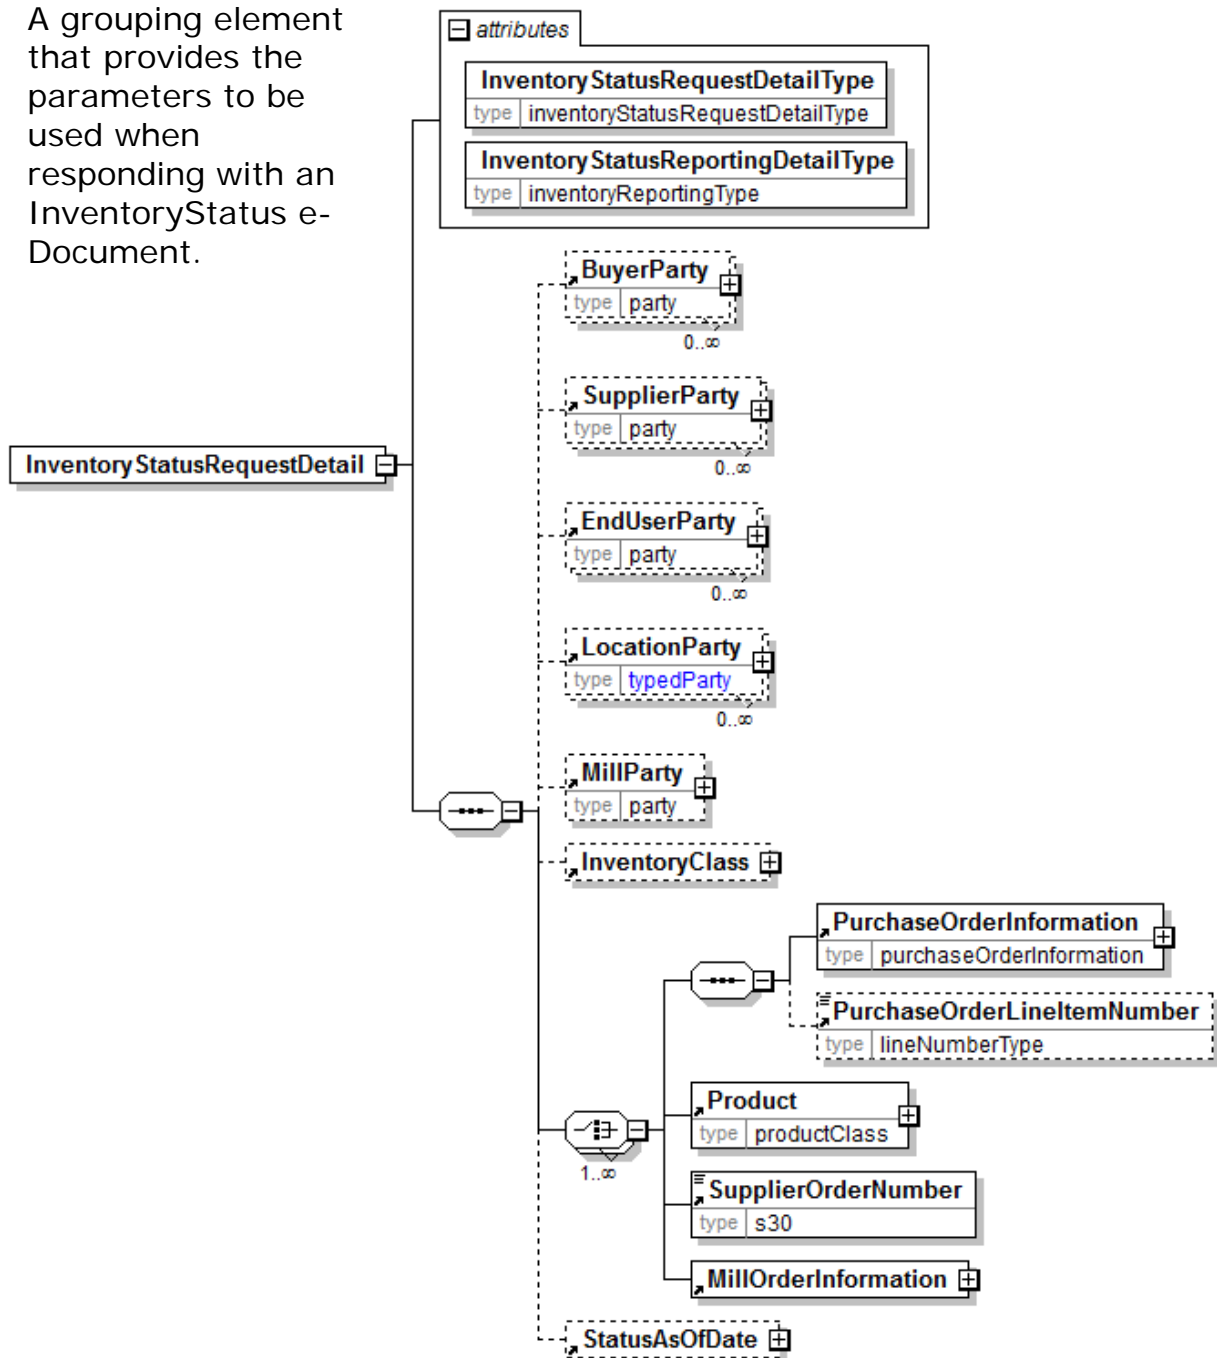 A grouping element
that provides the
parameters to be
used when
responding with an
InventoryStatus e-
Document.
attributes
InventoryStatusRequestDetailType
type inventoryStatusRequestDetailType
InventoryStatusReportingDetailType
type inventoryReportingType
BuyerParty
type party
0..∞
SupplierParty
type party
0..∞
InventoryStatusRequestDetail
EndUserParty
type party
0..∞
LocationParty
type typedParty
0..∞
MillParty
type party
InventoryClass
PurchaseOrderInformation
type purchaseOrderInformation
PurchaseOrderLineItemNumber
type lineNumberType
Product
type productClass
1..∞
SupplierOrderNumber
type s30
MillOrderInformation
StatusAsOfDate